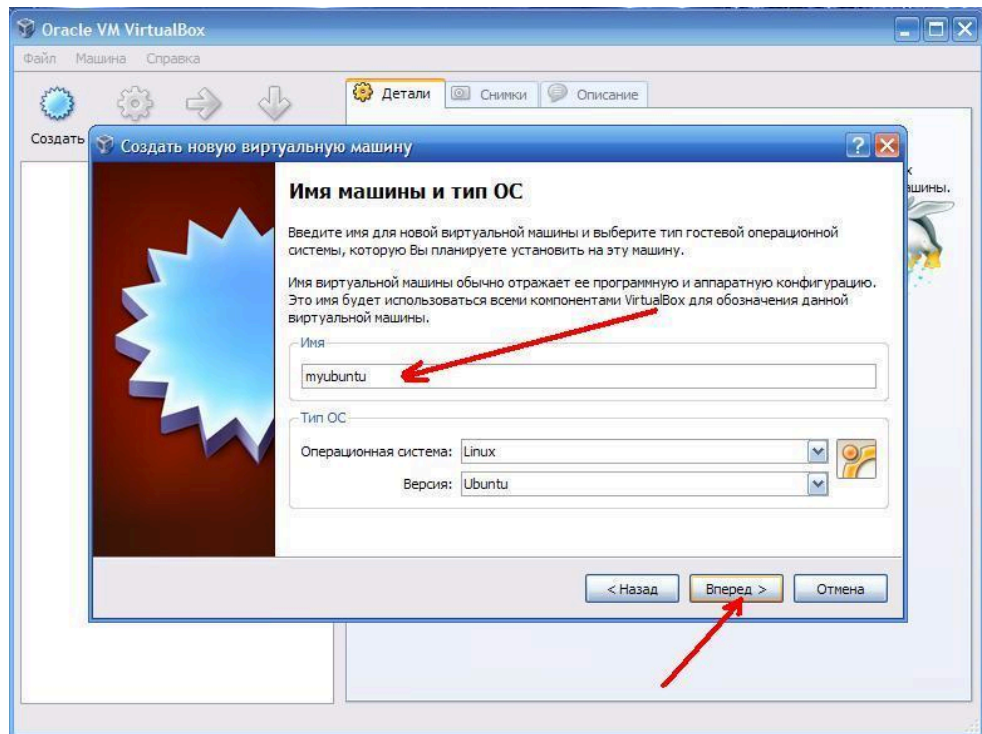 Oracle VM VirtualBox
Файл Машина Справка
Создать
Детали Снимки Описание
ашины.
Создать новую виртуальную машину
Имя машины и тип ОС
Введите имя для новой виртуальной машины и выберите тип гостевой операционной
системы, которую Вы планируете установить на эту машину.
Имя виртуальной машины обычно отражает ее программную и аппаратную конфигурацию.
Это имя будет использоваться всеми компонентами VirtualBox для обозначения данной
виртуальной машины.
Имя
myubuntu
Тип ОС
Операционная система: Linux
Версия: Ubuntu
< Назад Вперед > Отмена